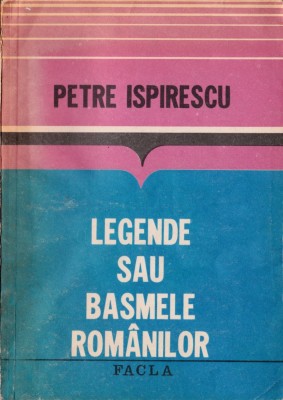 PETRE ISPIRESCU
LEGENDE
SAU
BASMELE
ROMÂNILOR
FACLA